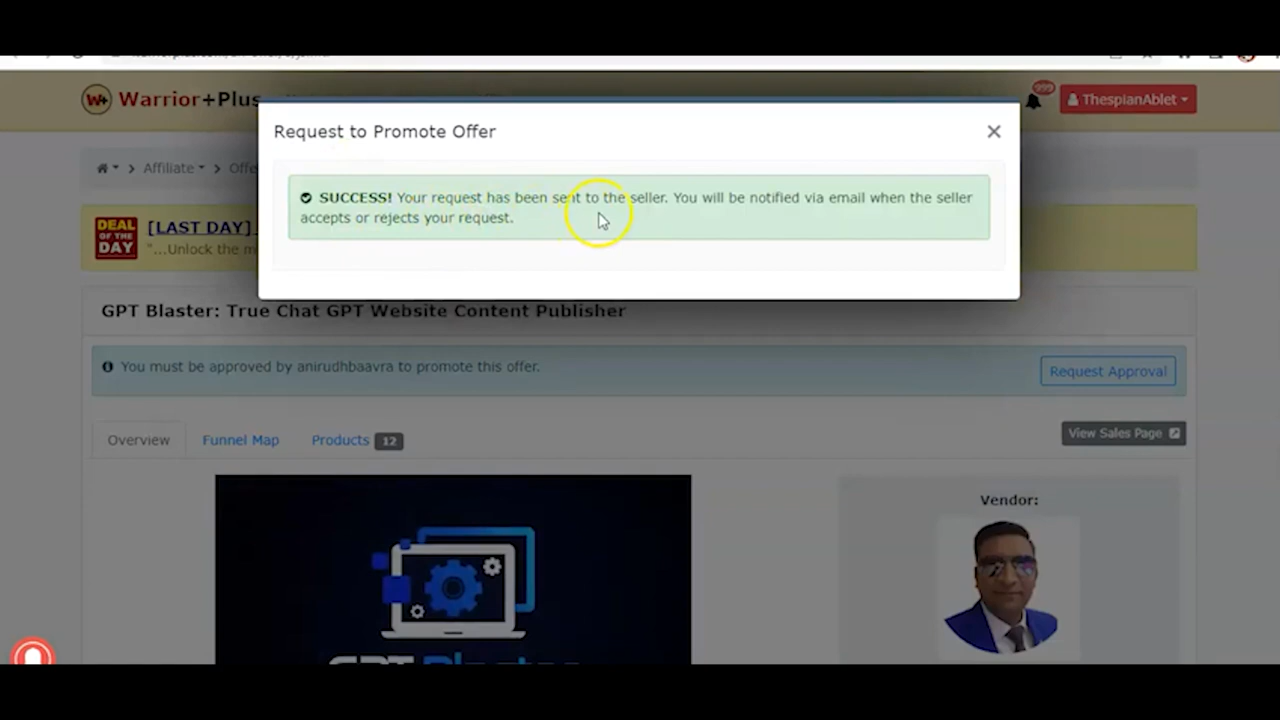 Warrior+Plus
999
ThespianAblet
Request to Promote Offer
×
SUCCESS! Your request has been sent to the seller. You will be notified via email when the seller
accepts or rejects your request.
Affiliate
DEAL
OF THE
DAY
[LAST DAY]
GPT Blaster: True Chat GPT Website Content Publisher
You must be approved by anirudhbaavra to promote this offer.
Request Approval
Overview
Funnel Map
Products 12
View Sales Page
Vendor:
GPT Blaster